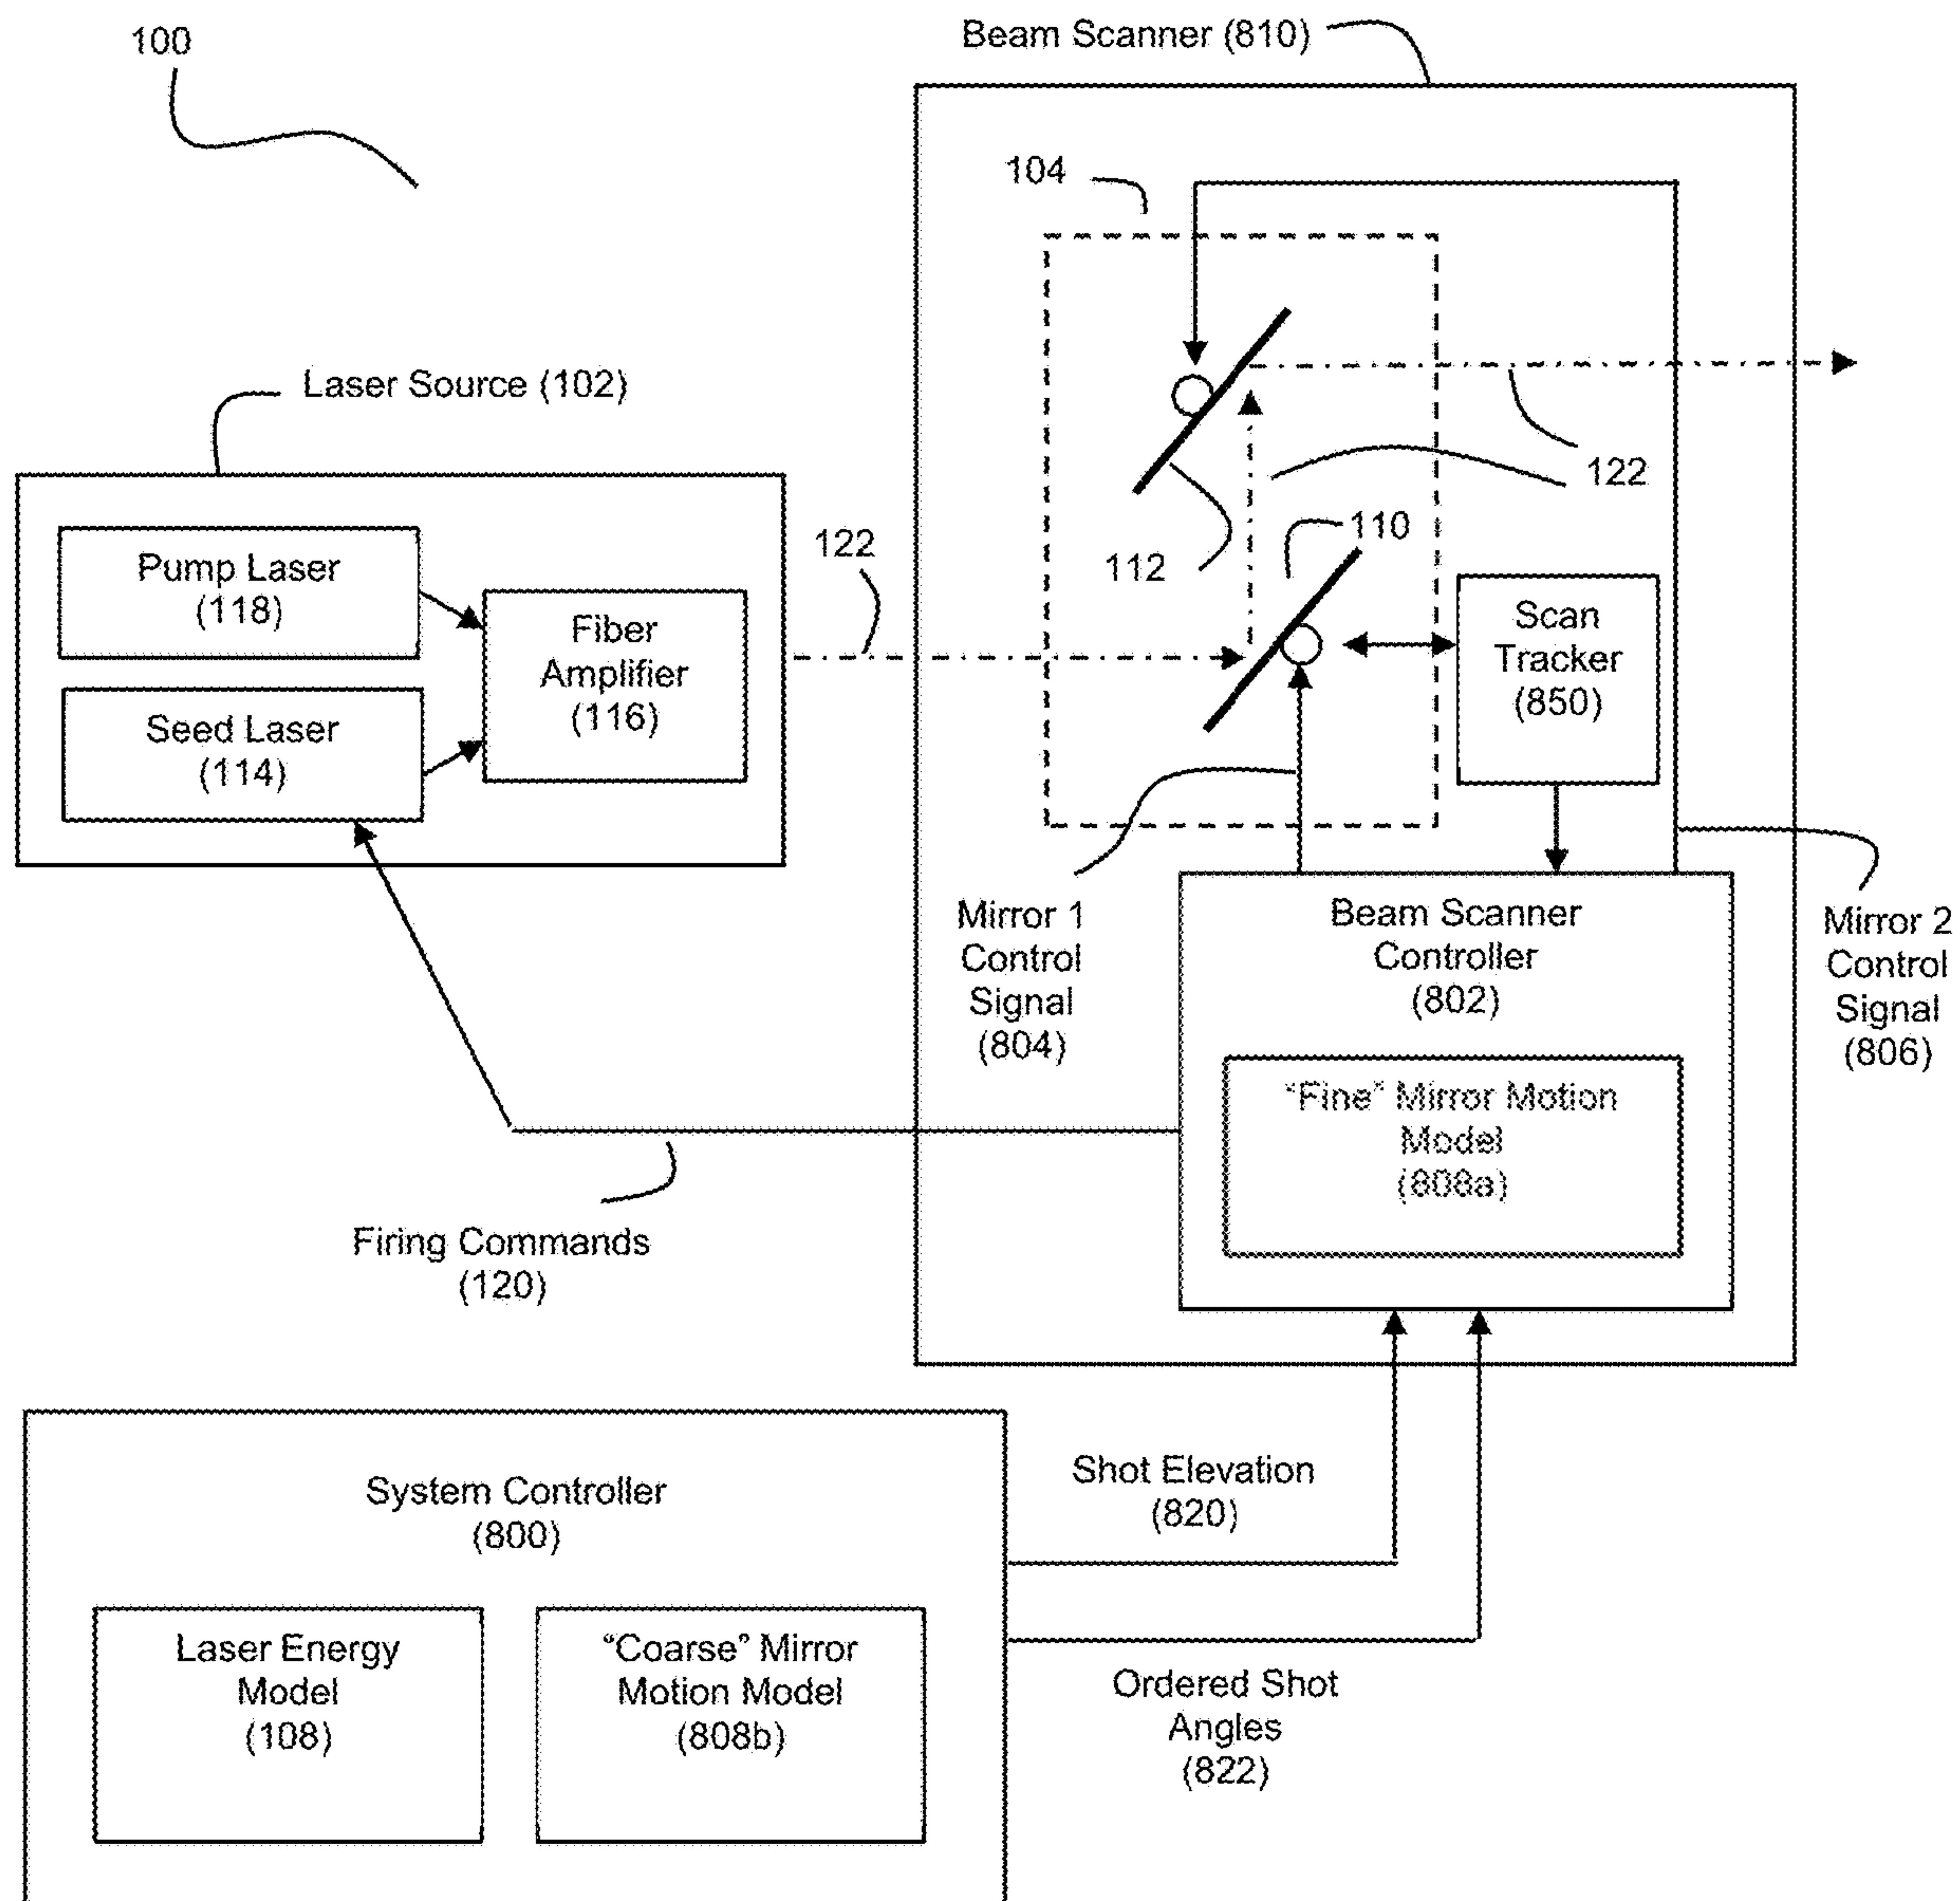 100
Beam Scanner (810)
104
Laser Source (102)
122
110
112
122
Pump Laser
(118)
Fiber
Amplifier
(116)
Seed Laser
(114)
Scan
Tracker
(850)
Mirror 1
Control
Signal
(804)
Beam Scanner
Controller
(802)
Mirror 2
Control
Signal
(806)
"Fine" Mirror Motion
Model
(808a)
Firing Commands
(120)
System Controller
(800)
Shot Elevation
(820)
Laser Energy
Model
(108)
"Coarse" Mirror
Motion Model
(808b)
Ordered Shot
Angles
(822)